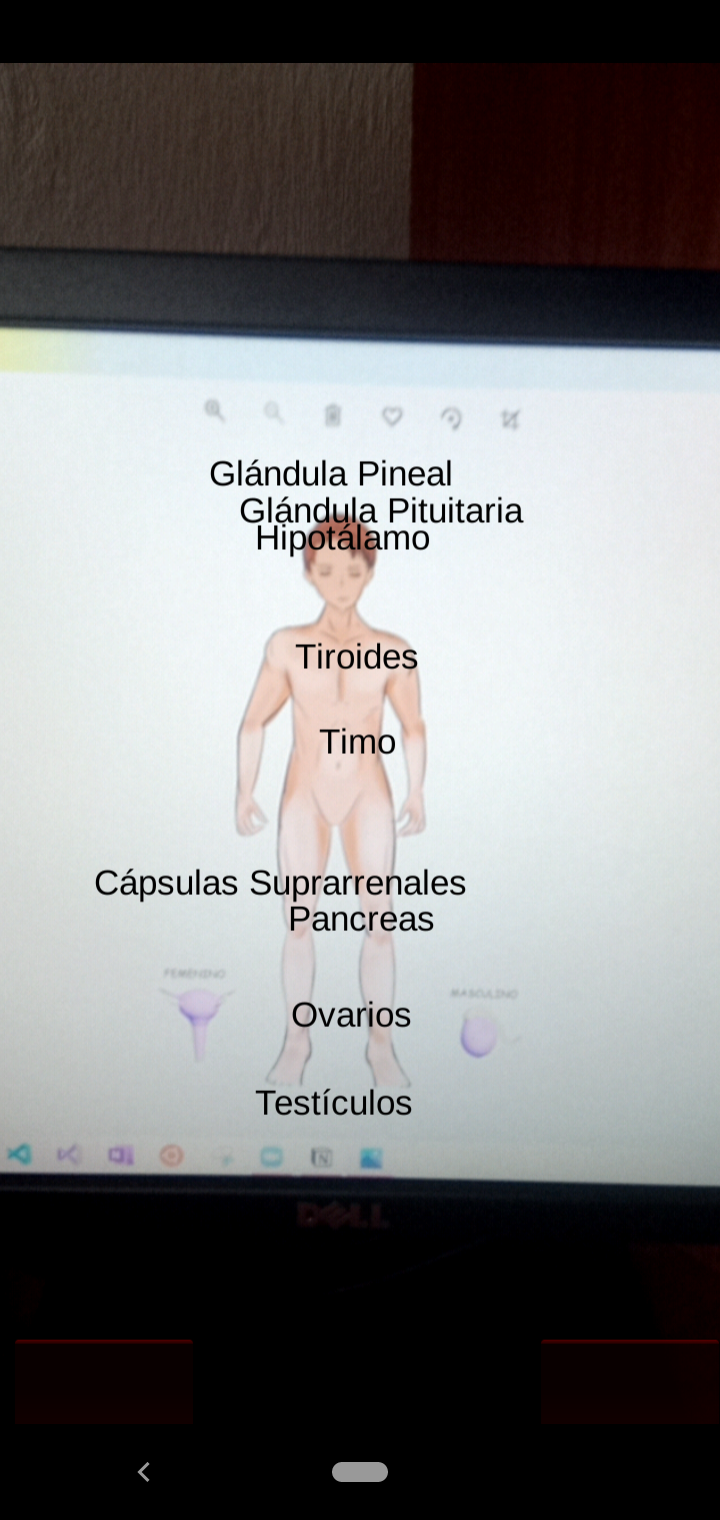 Glándula Pineal
Glándula Pituitaria
Hipotálamo
Tiroides
Timo
Cápsulas Suprarrenales
Pancreas
FEMENINO
MASCULINO
Ovarios
Testículos
DELL